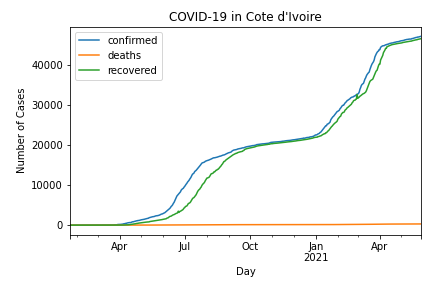 COVID-19 in Cote d'Ivoire
confirmed
deaths
recovered
Number of Cases
40000
30000
20000
10000
0
Apr
Jul
Oct
Jan
2021
Apr
Day